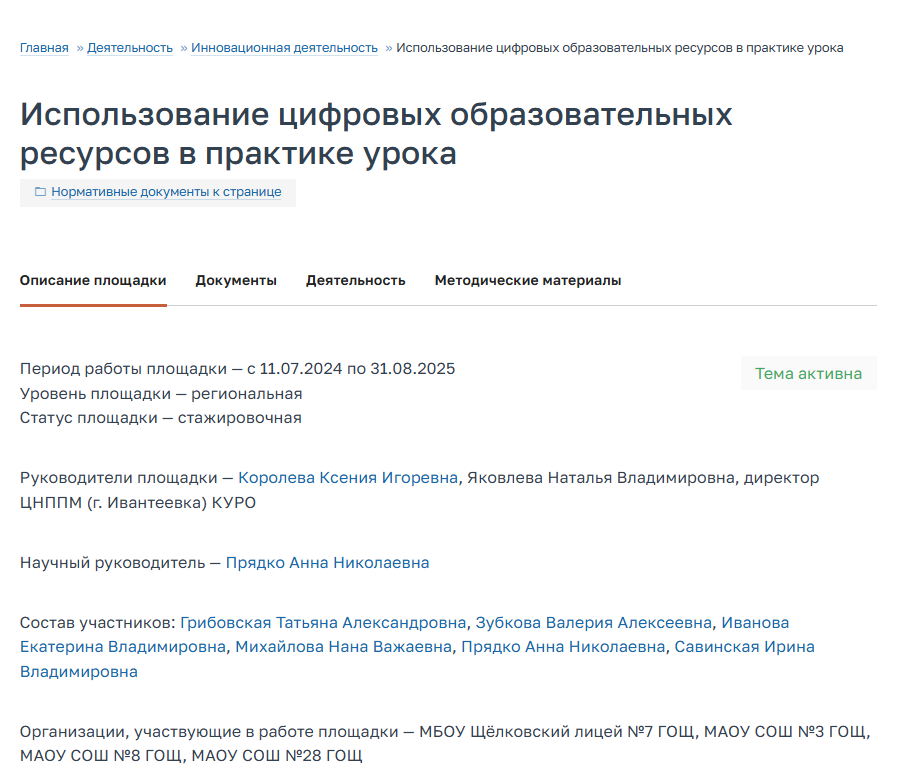 Главная » Деятельность » Инновационная деятельность » Использование цифровых образовательных ресурсов в практике урока
Использование цифровых образовательных
ресурсов в практике урока
Нормативные документы к странице
Описание площадки Документы Деятельность Методические материалы
Период работы площадки — с 11.07.2024 по 31.08.2025
Тема активна
Уровень площадки — региональная
Статус площадки — стажировочная
Руководители площадки — Королева Ксения Игоревна, Яковлева Наталья Владимировна, директор
ЦНППМ (г. Ивантеевка) КУРО
Научный руководитель — Прядко Анна Николаевна
Состав участников: Грибовская Татьяна Александровна, Зубкова Валерия Алексеевна, Иванова
Екатерина Владимировна, Михайлова Нана Важаевна, Прядко Анна Николаевна, Савинская Ирина
Владимировна
Организации, участвующие в работе площадки — МБОУ Щёлковский лицей №7 ГОЩ, МАОУ СОШ №3 ГОЩ,
МАОУ СОШ №8 ГОЩ, МАОУ СОШ №28 ГОЩ